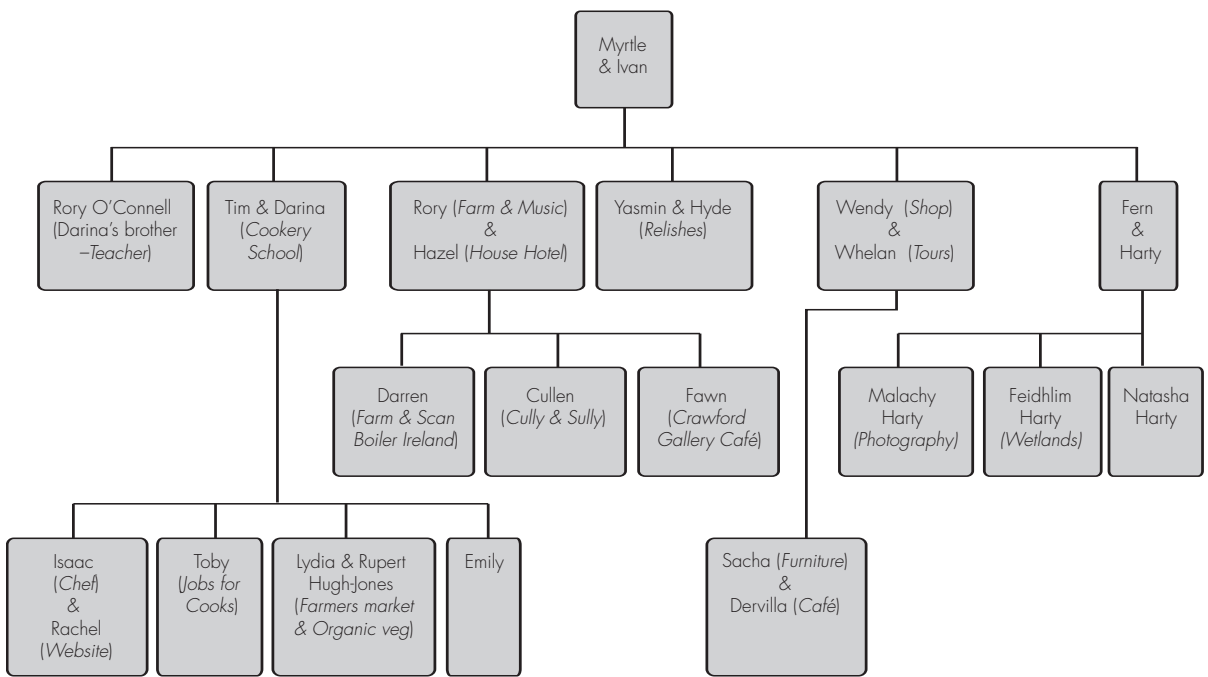 Myrtle
& Ivan
Rory O’Connell
(Darina’s brother
–Teacher)
Tim & Darina
(Cookery
School)
Rory (Farm & Music)
&
Hazel (House Hotel)
Yasmin & Hyde
(Relishes)
Wendy (Shop)
&
Whelan (Tours)
Fern
&
Harty
Darren
(Farm & Scan
Boiler Ireland)
Cullen
(Cully & Sully)
Fawn
(Crawford
Gallery Café)
Malachy
Harty
(Photography)
Feidhlim
Harty
(Wetlands)
Natasha
Harty
Isaac
(Chef)
&
Rachel
(Website)
Toby
(Jobs for
Cooks)
Lydia & Rupert
Hugh-Jones
(Farmers market
& Organic veg)
Emily
Sacha (Furniture)
&
Dervilla (Café)